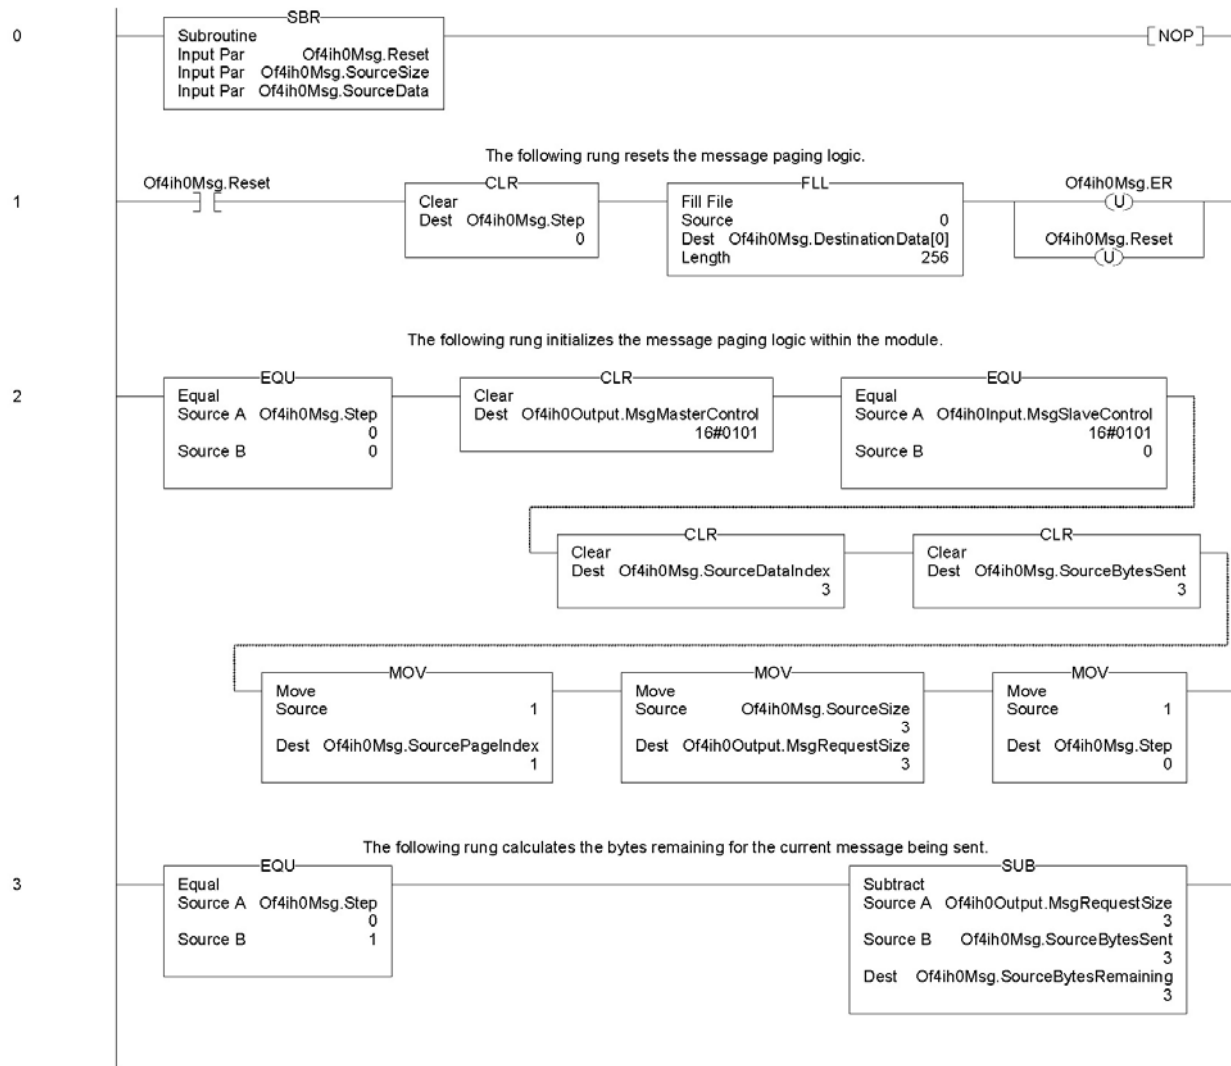 0
SBR
Subroutine
Input Par Of4ih0Msg.Reset
Input Par Of4ih0Msg.SourceSize
Input Par Of4ih0Msg.SourceData
NOP
The following rung resets the message paging logic.
1
Of4ih0Msg.Reset
CLR
Clear
Dest Of4ih0Msg.Step
0
FLL
Fill File
Source 0
Dest Of4ih0Msg.DestinationData[0]
Length 256
Of4ih0Msg.ER
U
Of4ih0Msg.Reset
U
The following rung initializes the message paging logic within the module.
2
EQU
Equal
Source A Of4ih0Msg.Step
0
Source B 0
CLR
Clear
Dest Of4ih0Output.MsgMasterControl
16#0101
EQU
Equal
Source A Of4ih0Input.MsgSlaveControl
16#0101
Source B 0
CLR
Clear
Dest Of4ih0Msg.SourceDataIndex
3
CLR
Clear
Dest Of4ih0Msg.SourceBytesSent
3
MOV
Move
Source 1
Dest Of4ih0Msg.SourcePageIndex
1
MOV
Move
Source Of4ih0Msg.SourceSize
3
Dest Of4ih0Output.MsgRequestSize
3
MOV
Move
Source 1
Dest Of4ih0Msg.Step
0
The following rung calculates the bytes remaining for the current message being sent.
3
EQU
Equal
Source A Of4ih0Msg.Step
0
Source B 1
SUB
Subtract
Source A Of4ih0Output.MsgRequestSize
3
Source B Of4ih0Msg.SourceBytesSent
3
Dest Of4ih0Msg.SourceBytesRemaining
3